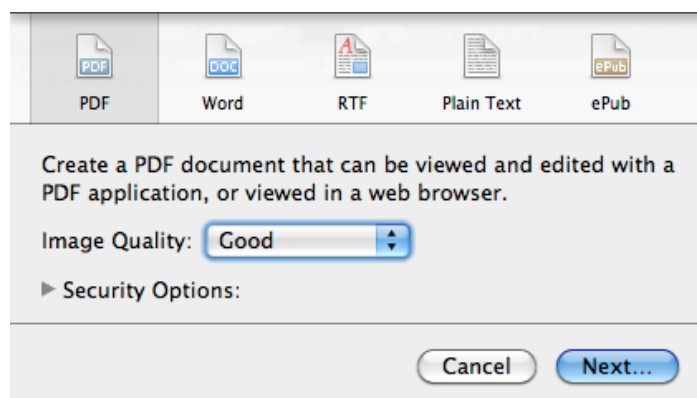 PDF DOC A ePub
PDF Word RTF Plain Text ePub
Create a PDF document that can be viewed and edited with a
PDF application, or viewed in a web browser.
Image Quality: Good
Security Options:
Cancel Next...